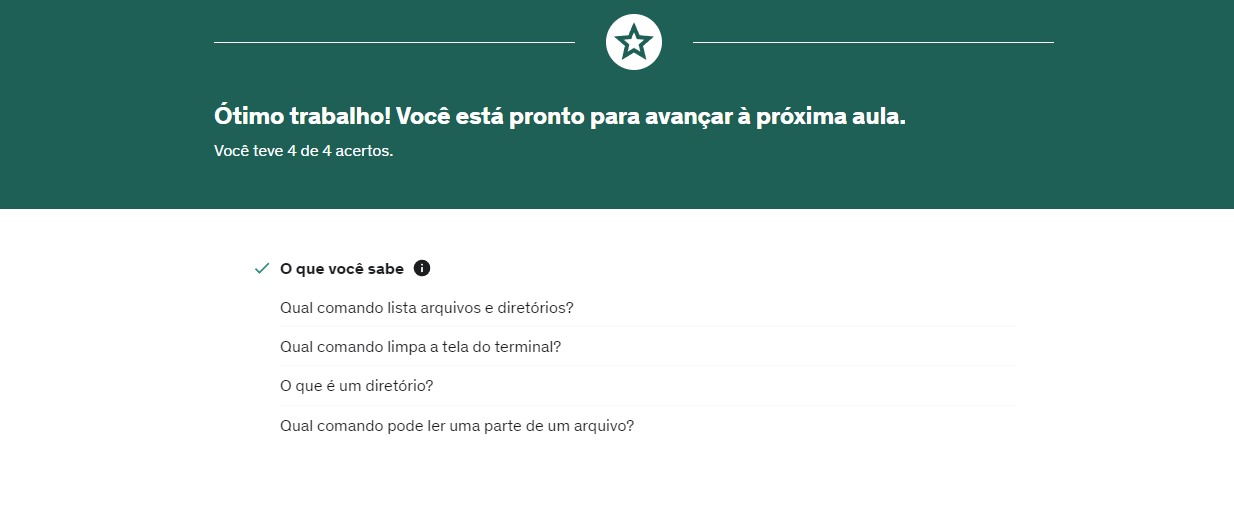 Ótimo trabalho! Você está pronto para avançar à próxima aula.
Você teve 4 de 4 acertos.
O que você sabe
Qual comando lista arquivos e diretórios?
Qual comando limpa a tela do terminal?
O que é um diretório?
Qual comando pode ler uma parte de um arquivo?